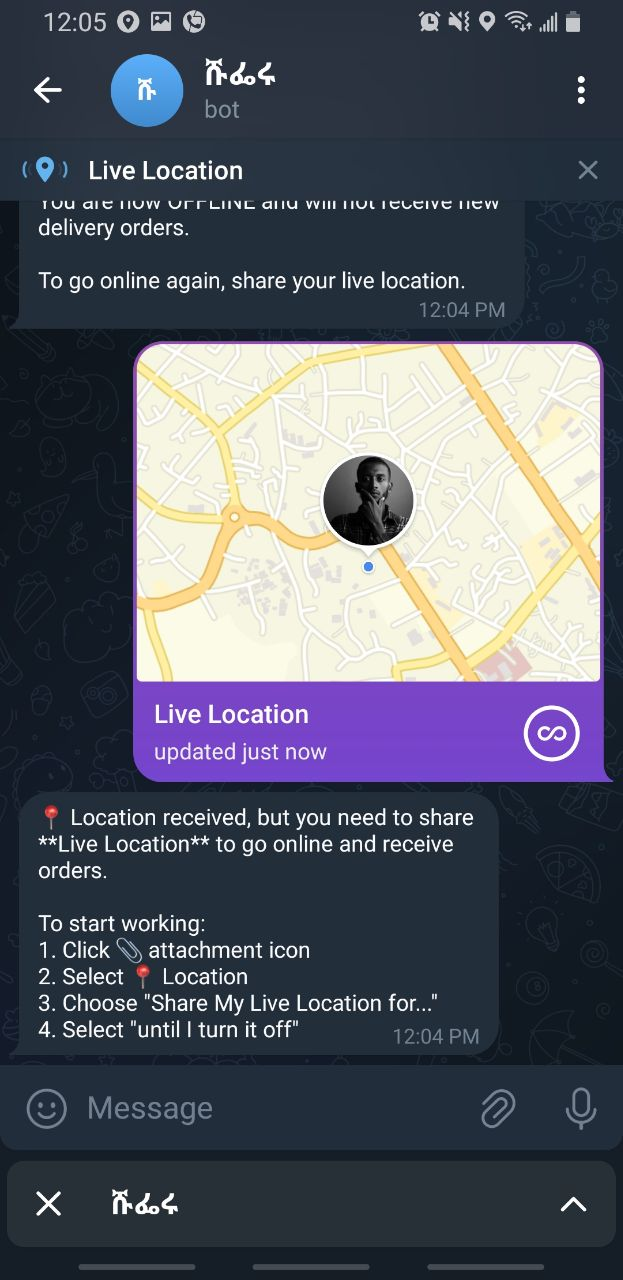 12:05
ሹ
ሹፌሩ
bot
Live Location
You are now OFFLINE and will not receive new
delivery orders.
To go online again, share your live location.
12:04 PM
Live Location
updated just now
📍 Location received, but you need to share
**Live Location** to go online and receive
orders.
To start working:
1. Click 📎 attachment icon
2. Select 📍 Location
3. Choose "Share My Live Location for..."
4. Select "until I turn it off"
12:04 PM
Message
ሹፌሩ